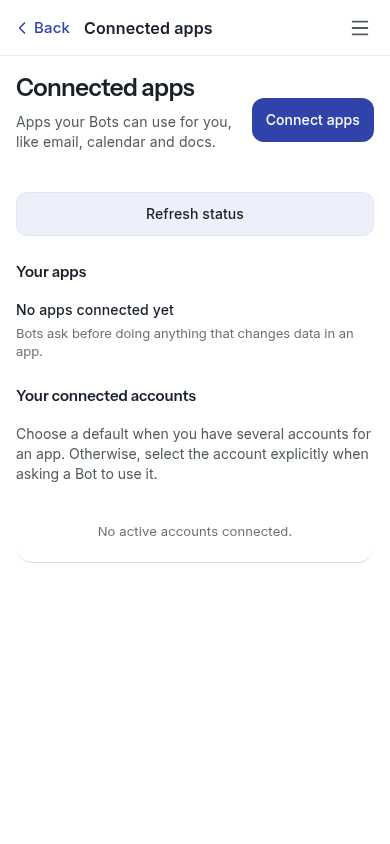 Back
Connected apps
Connected apps
Apps your Bots can use for you,
like email, calendar and docs.
Connect apps
Refresh status
Your apps
No apps connected yet
Bots ask before doing anything that changes data in an
app.
Your connected accounts
Choose a default when you have several accounts for
an app. Otherwise, select the account explicitly when
asking a Bot to use it.
No active accounts connected.